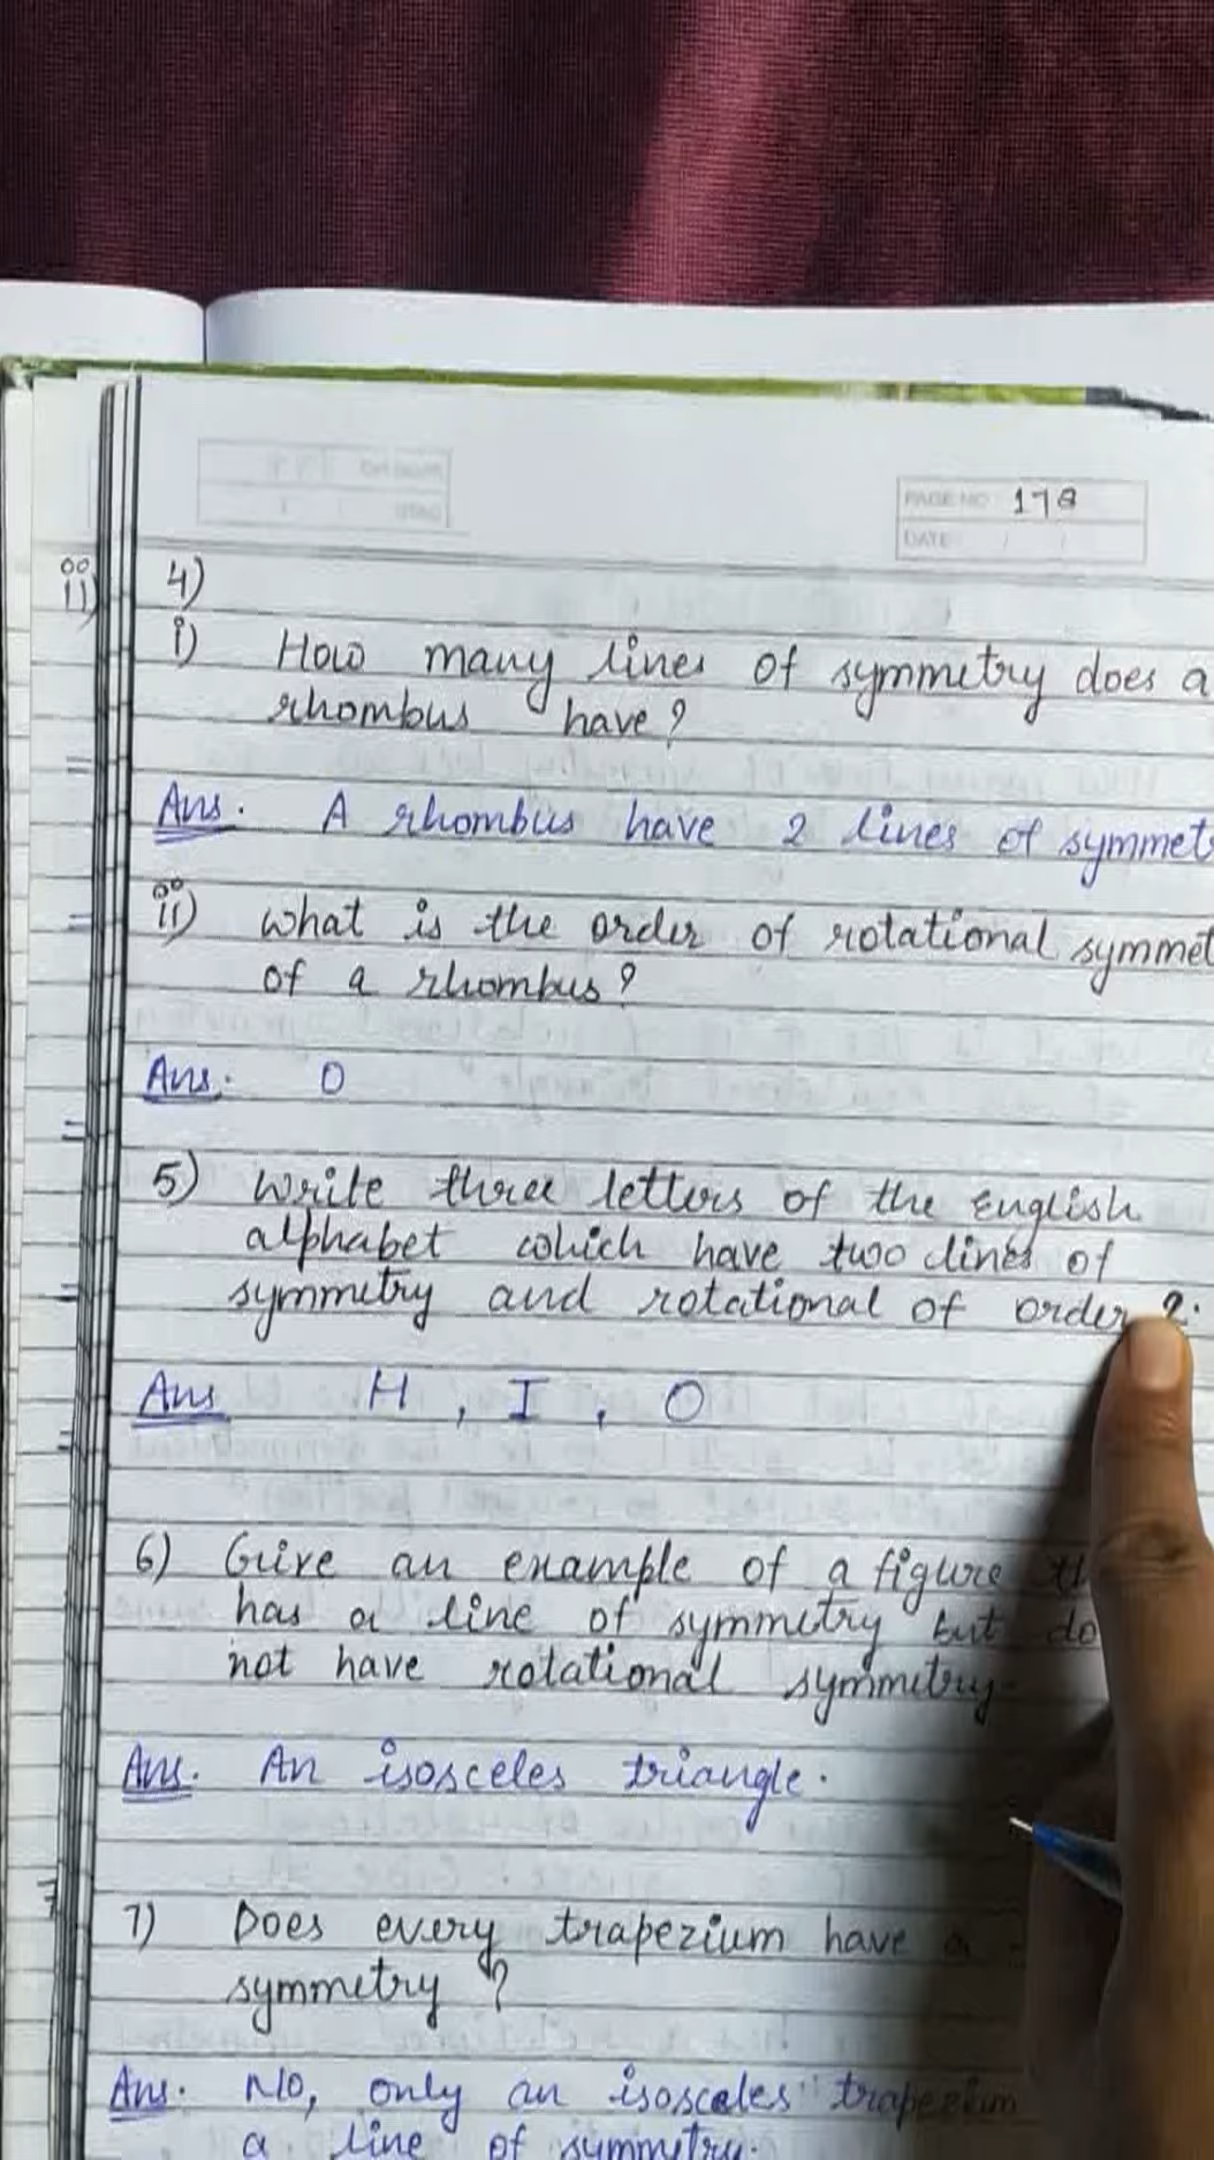 PAGE NO 178
DATE / /
ii) 4)
i) How many lines of symmetry does a
rhombus have?
Ans. A rhombus have 2 lines of symmet
ii) what is the order of rotational symmet
of a rhombus?
Ans. 0
5) Write three letters of the English
alphabet which have two lines of
symmetry and rotational of order 2.
Ans H, I, O
6) Give an example of a figure th
has a line of symmetry but do
not have rotational symmetry.
Ans. An isosceles triangle.
7) Does every trapezium have a
symmetry?
Ans. No, only an isosceles trapezium
a line of symmetry.